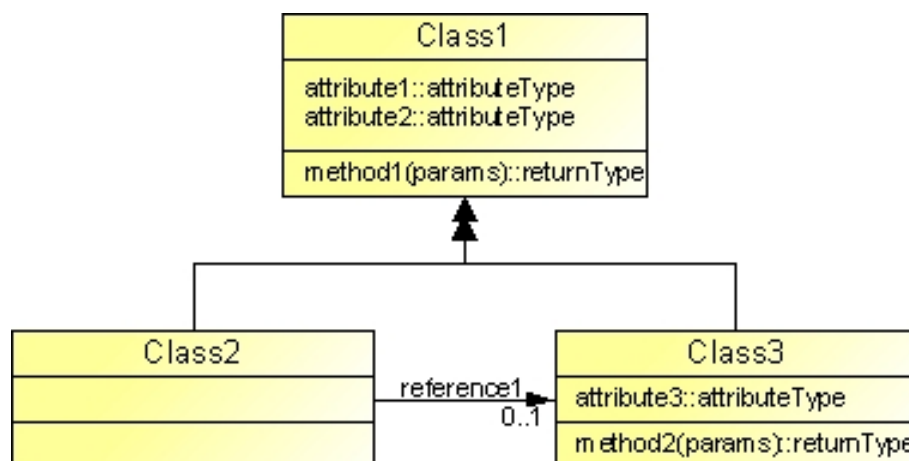 Class1
attribute1::attributeType
attribute2::attributeType
method1(params)::returnType
Class2
reference1
0..1
Class3
attribute3::attributeType
method2(params)::returnType